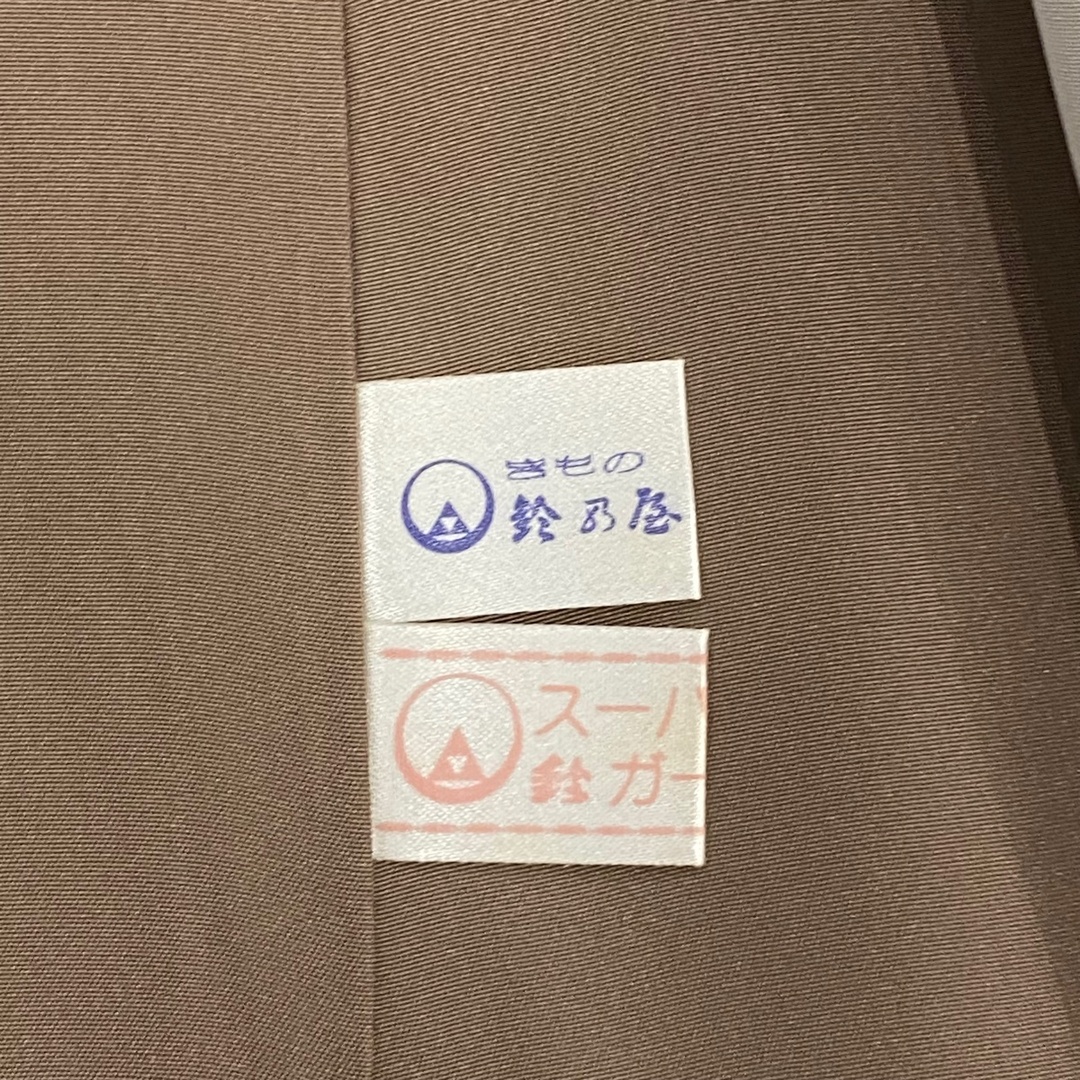 きもの
鈴乃屋
スーパ
鈴ガー